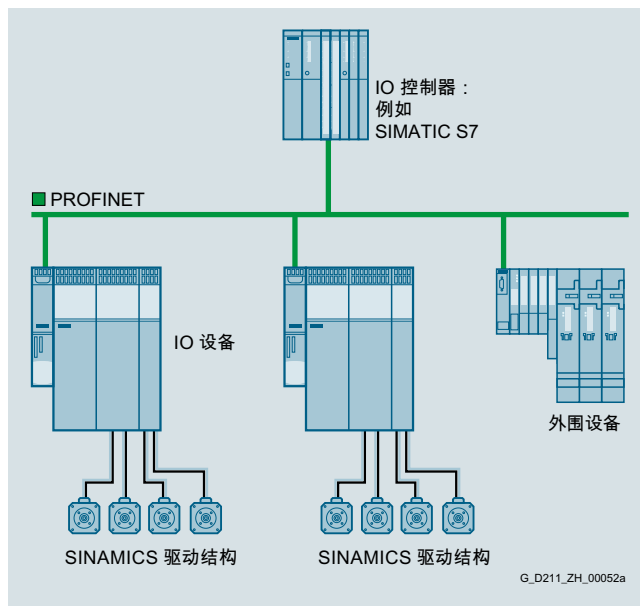 IO 控制器：
例如
SIMATIC S7
PROFINET
IO 设备
外围设备
SINAMICS 驱动结构
SINAMICS 驱动结构
G_D211_ZH_00052a